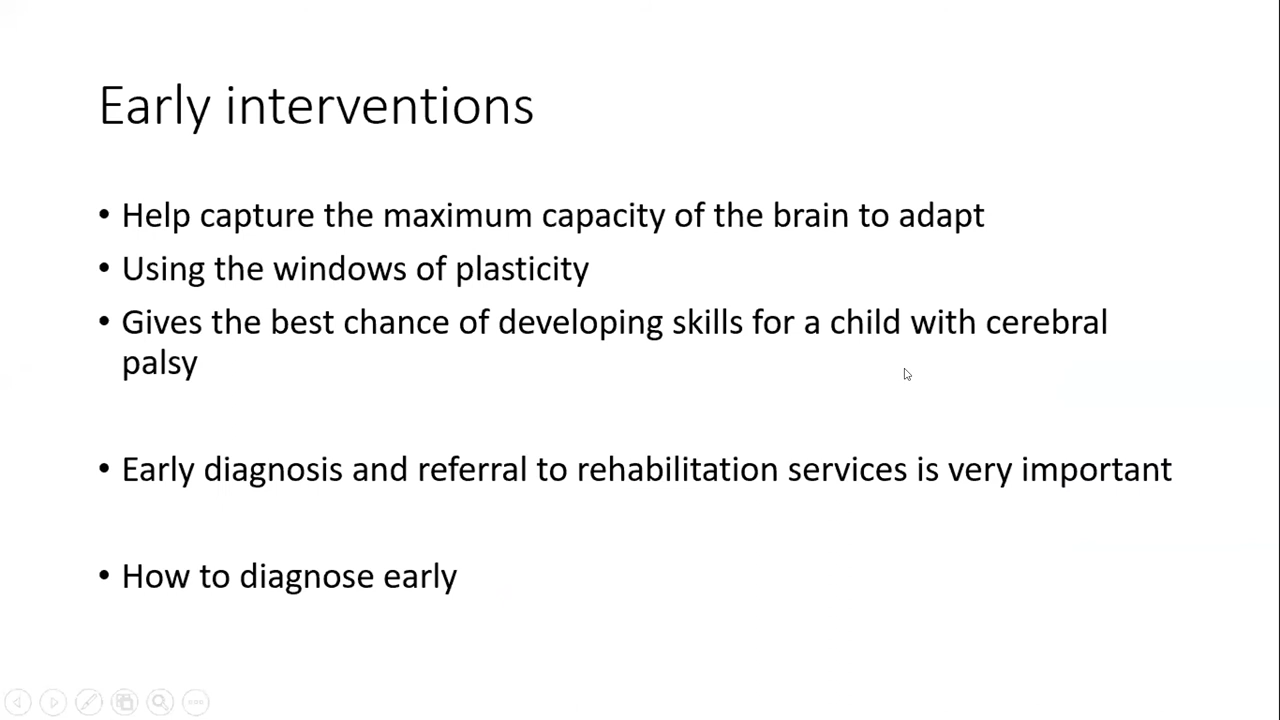 Early interventions
• Help capture the maximum capacity of the brain to adapt
• Using the windows of plasticity
• Gives the best chance of developing skills for a child with cerebral
palsy
• Early diagnosis and referral to rehabilitation services is very important
• How to diagnose early